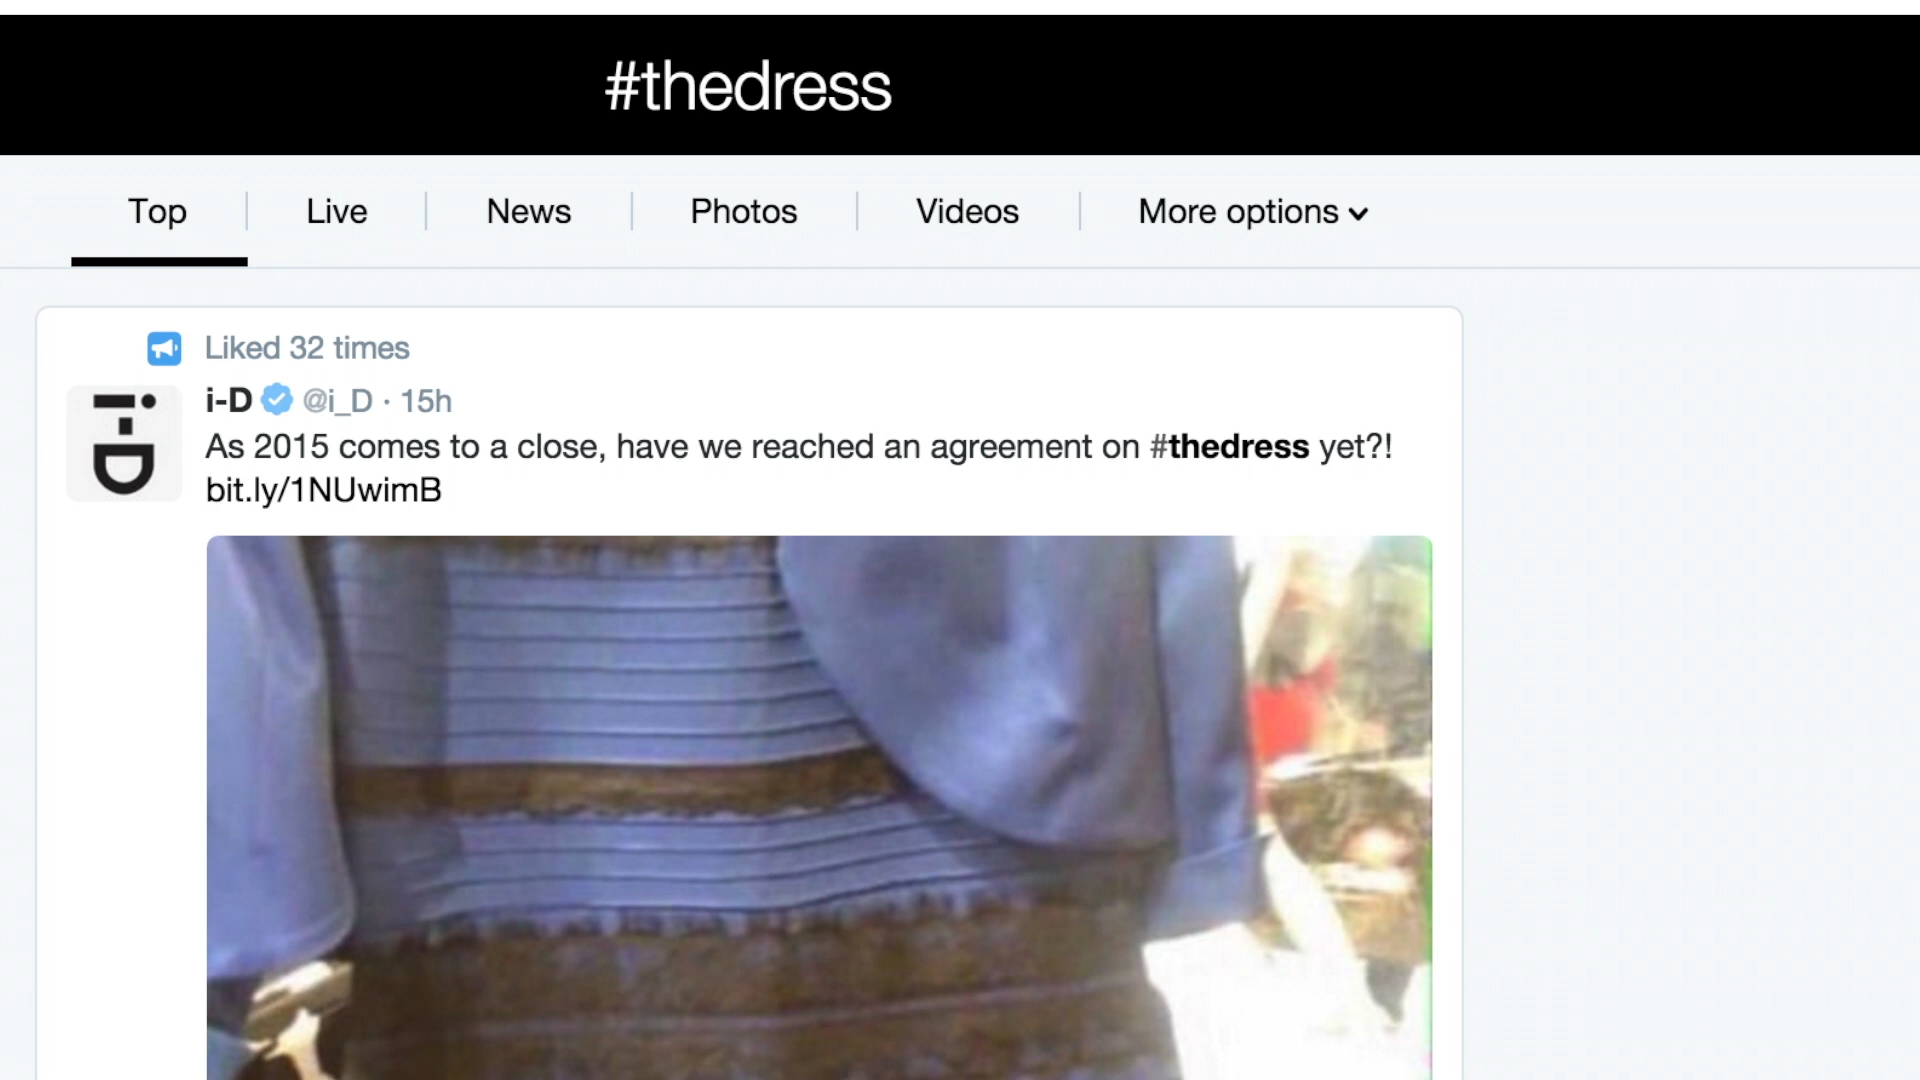 #thedress
Top Live News Photos Videos More options
Liked 32 times
i-D @i_D · 15h
As 2015 comes to a close, have we reached an agreement on #thedress yet?!
bit.ly/1NUwimB
i-D